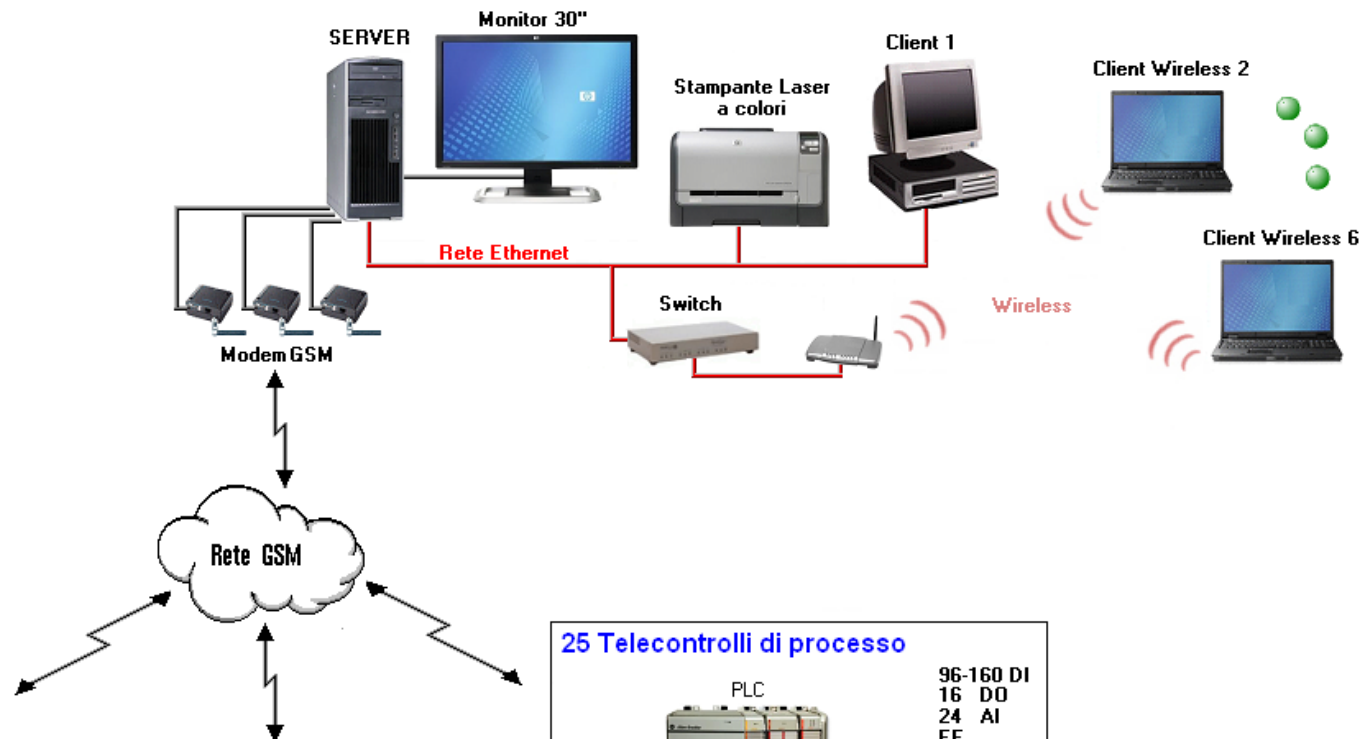 Monitor 30"
SERVER
Client 1
Client Wireless 2
Stampante Laser
a colori
Client Wireless 6
Rete Ethernet
Switch
Wireless
Modem GSM
Rete GSM
25 Telecontrolli di processo
PLC
96-160 DI
16 DO
24 AI